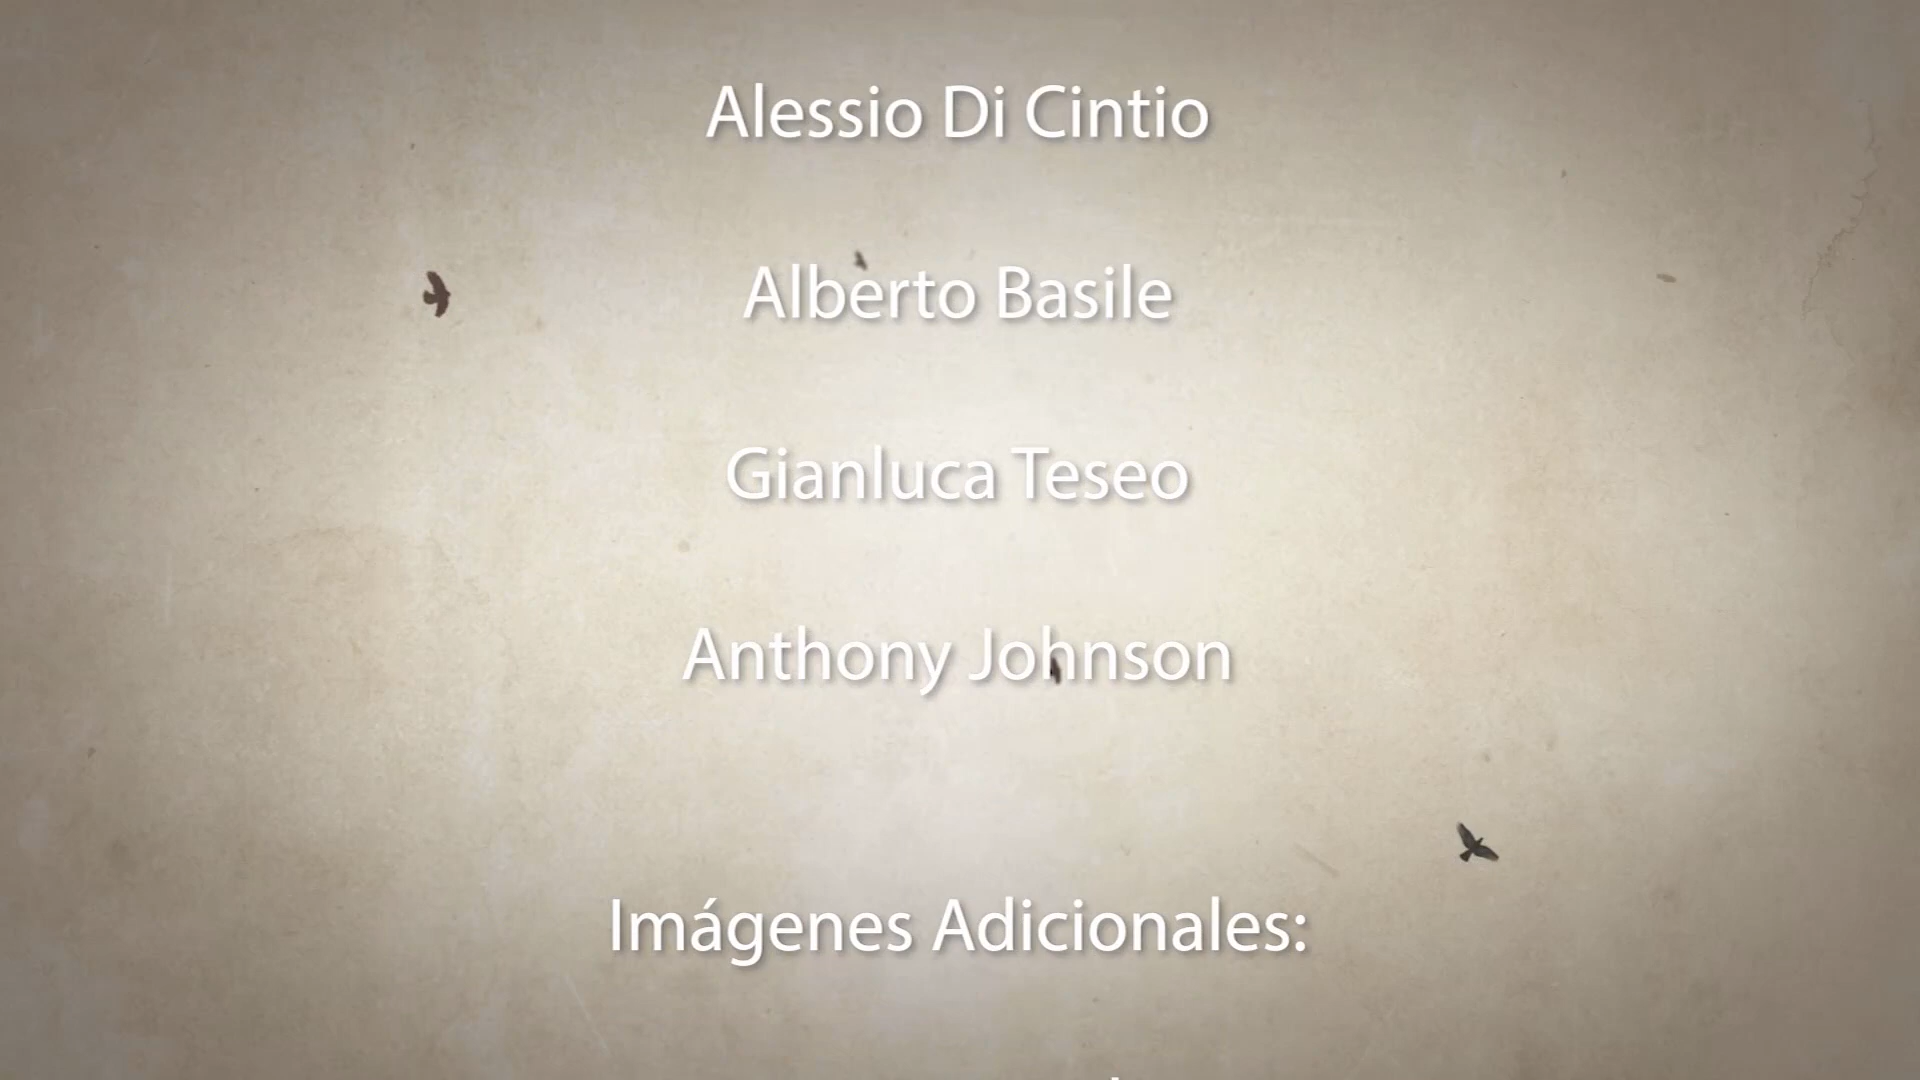 Alessio Di Cintio
Alberto Basile
Gianluca Teseo
Anthony Johnson
Imágenes Adicionales: